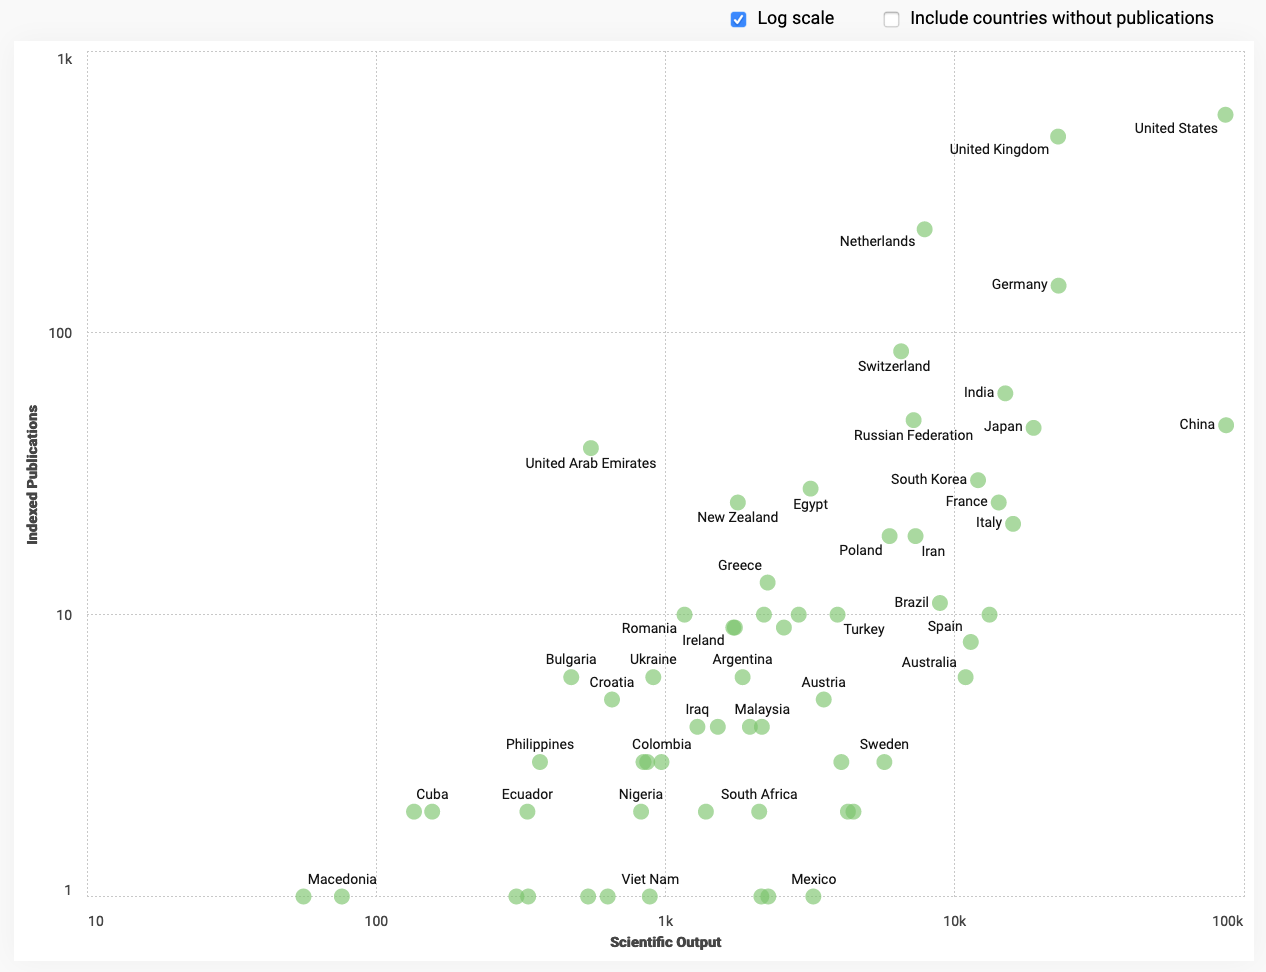 Log scale
Include countries without publications
1k
United States
United Kingdom
Netherlands
Germany
100
Switzerland
India
China
Japan
Russian Federation
United Arab Emirates
South Korea
France
Egypt
New Zealand
Italy
Poland
Iran
Greece
Indexed Publications
Brazil
10
Romania
Ireland
Turkey
Spain
Bulgaria
Ukraine
Argentina
Australia
Croatia
Austria
Iraq
Malaysia
Philippines
Colombia
Sweden
Cuba
Ecuador
Nigeria
South Africa
Macedonia
Viet Nam
Mexico
1
10
100
1k
10k
100k
Scientific Output